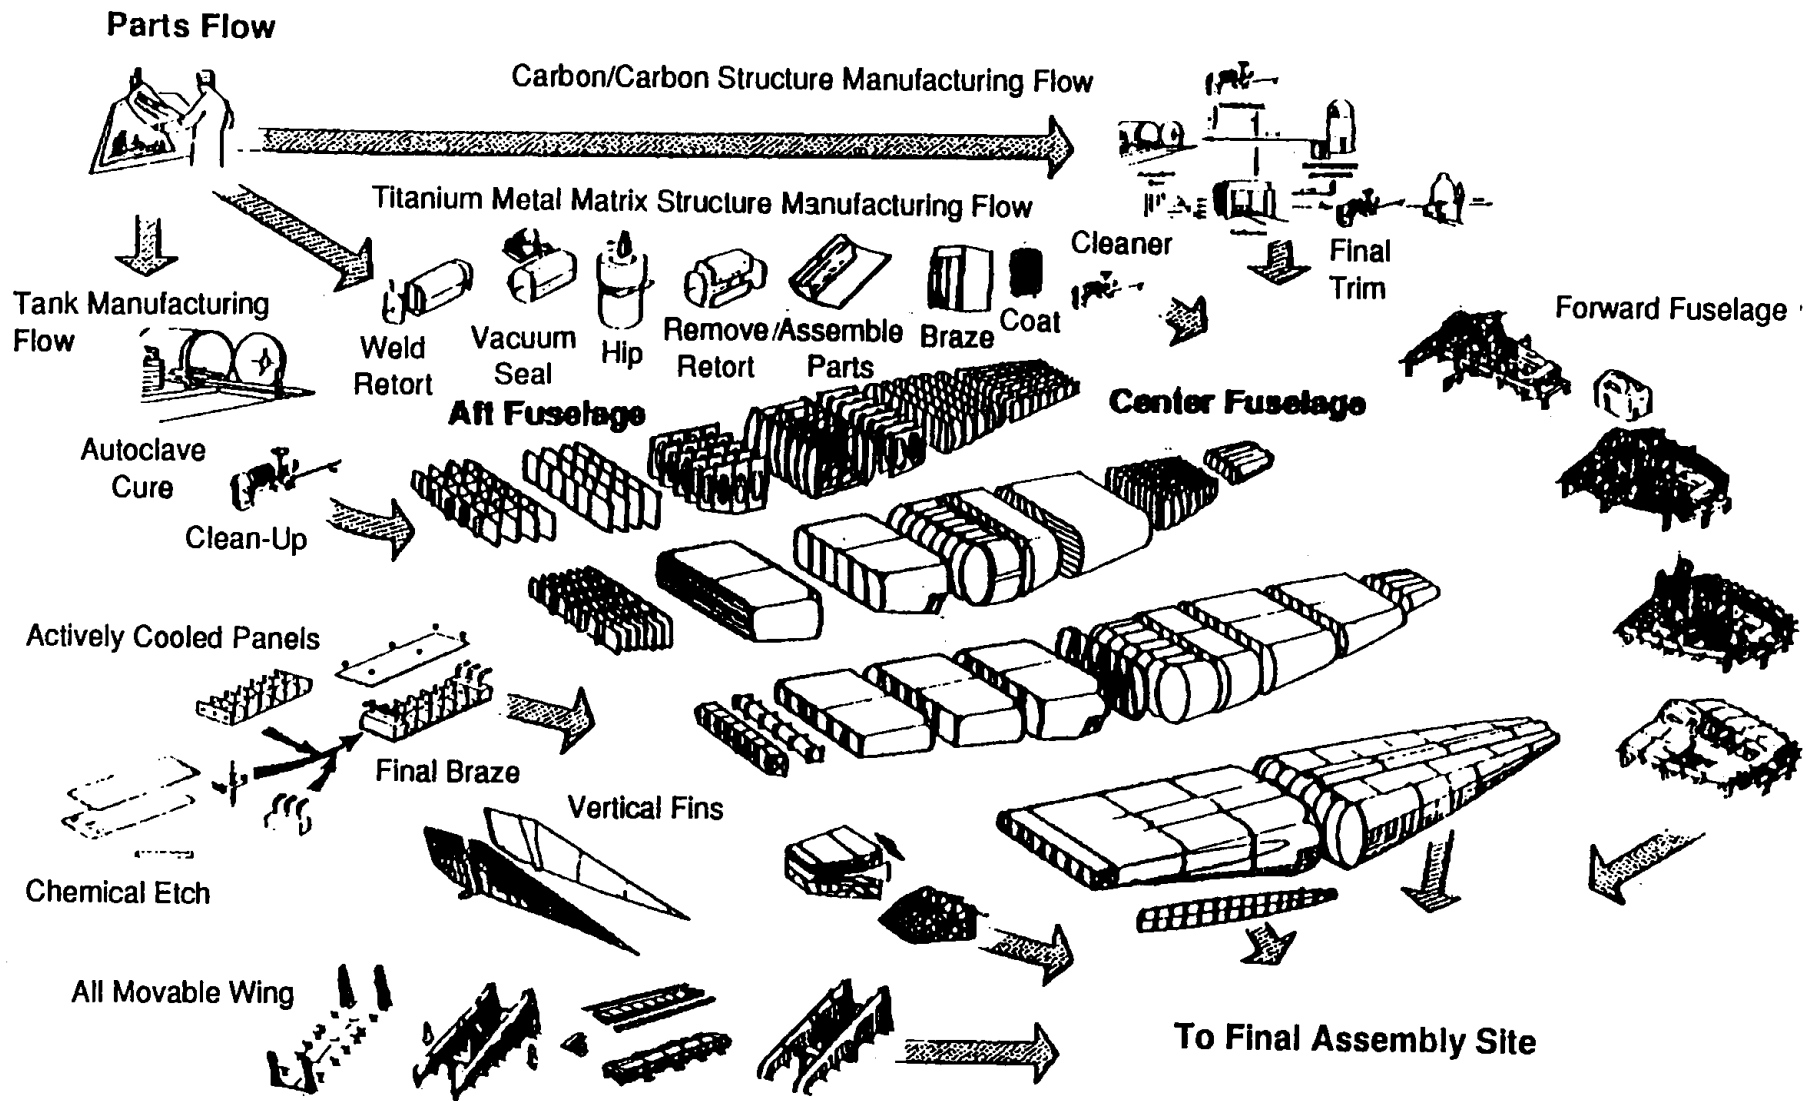 Parts Flow
Carbon/Carbon Structure Manufacturing Flow
Titanium Metal Matrix Structure Manufacturing Flow
Cleaner
Final
Trim
Tank Manufacturing
Flow
Weld
Retort
Vacuum
Seal
Hip
Remove/Assemble
Retort Parts
Braze
Coat
Forward Fuselage
Aft Fuselage
Center Fuselage
Autoclave
Cure
Clean-Up
Actively Cooled Panels
Final Braze
Vertical Fins
Chemical Etch
All Movable Wing
To Final Assembly Site